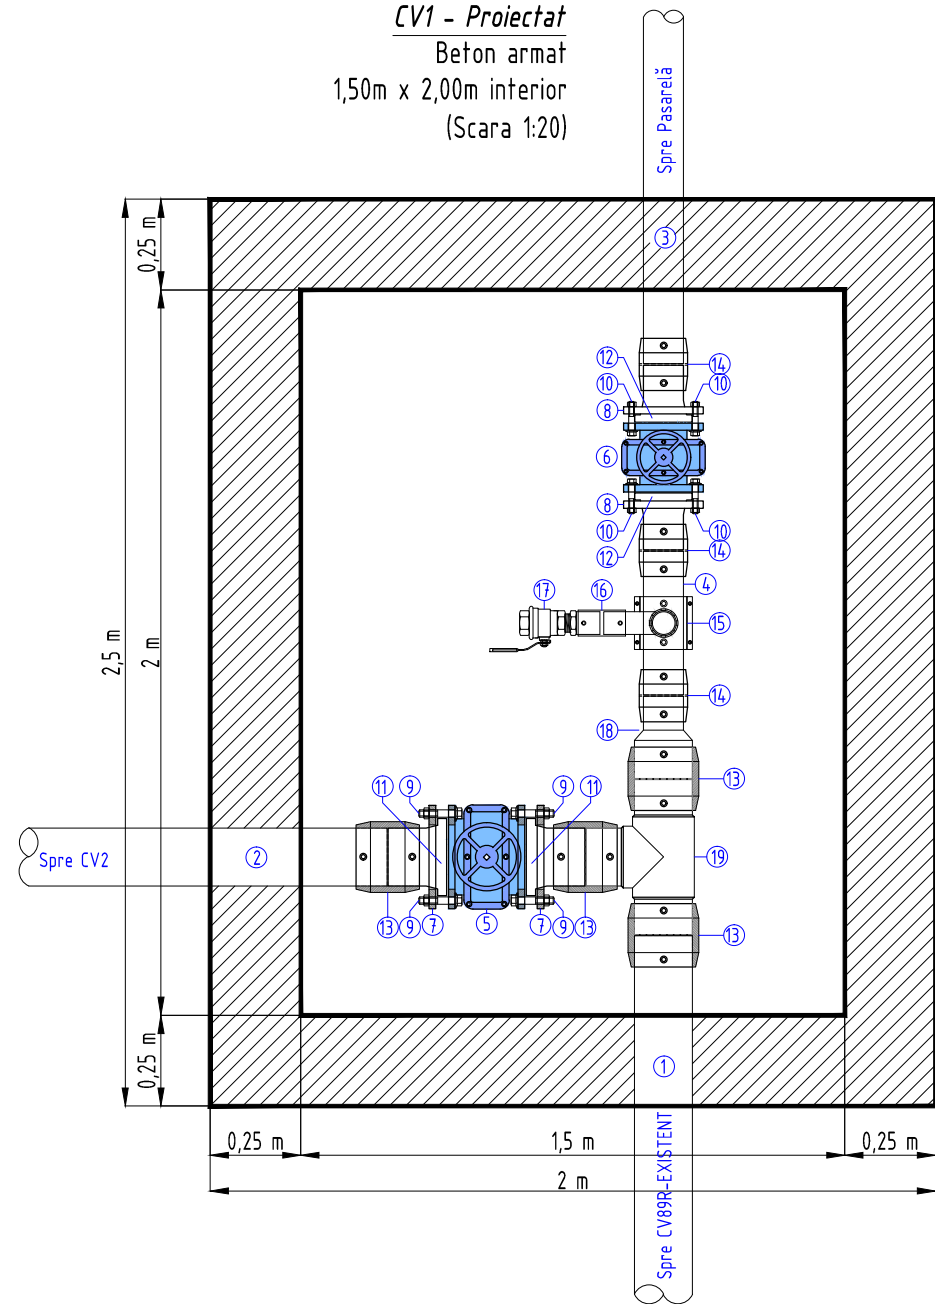 CV1 - Proiectat
Beton armat
1,50m x 2,00m interior
(Scara 1:20)
Spre Pasarelă
3
0,25 m
12
14
10
10
8
6
8
10
10
12
14
4
17
16
15
2,5 m
2 m
14
18
13
11
9
9
11
Spre CV2
2
19
13
9
7
5
7
9
13
13
0,25 m
1
0,25 m
1,5 m
0,25 m
2 m
Spre CV89R-EXISTENT